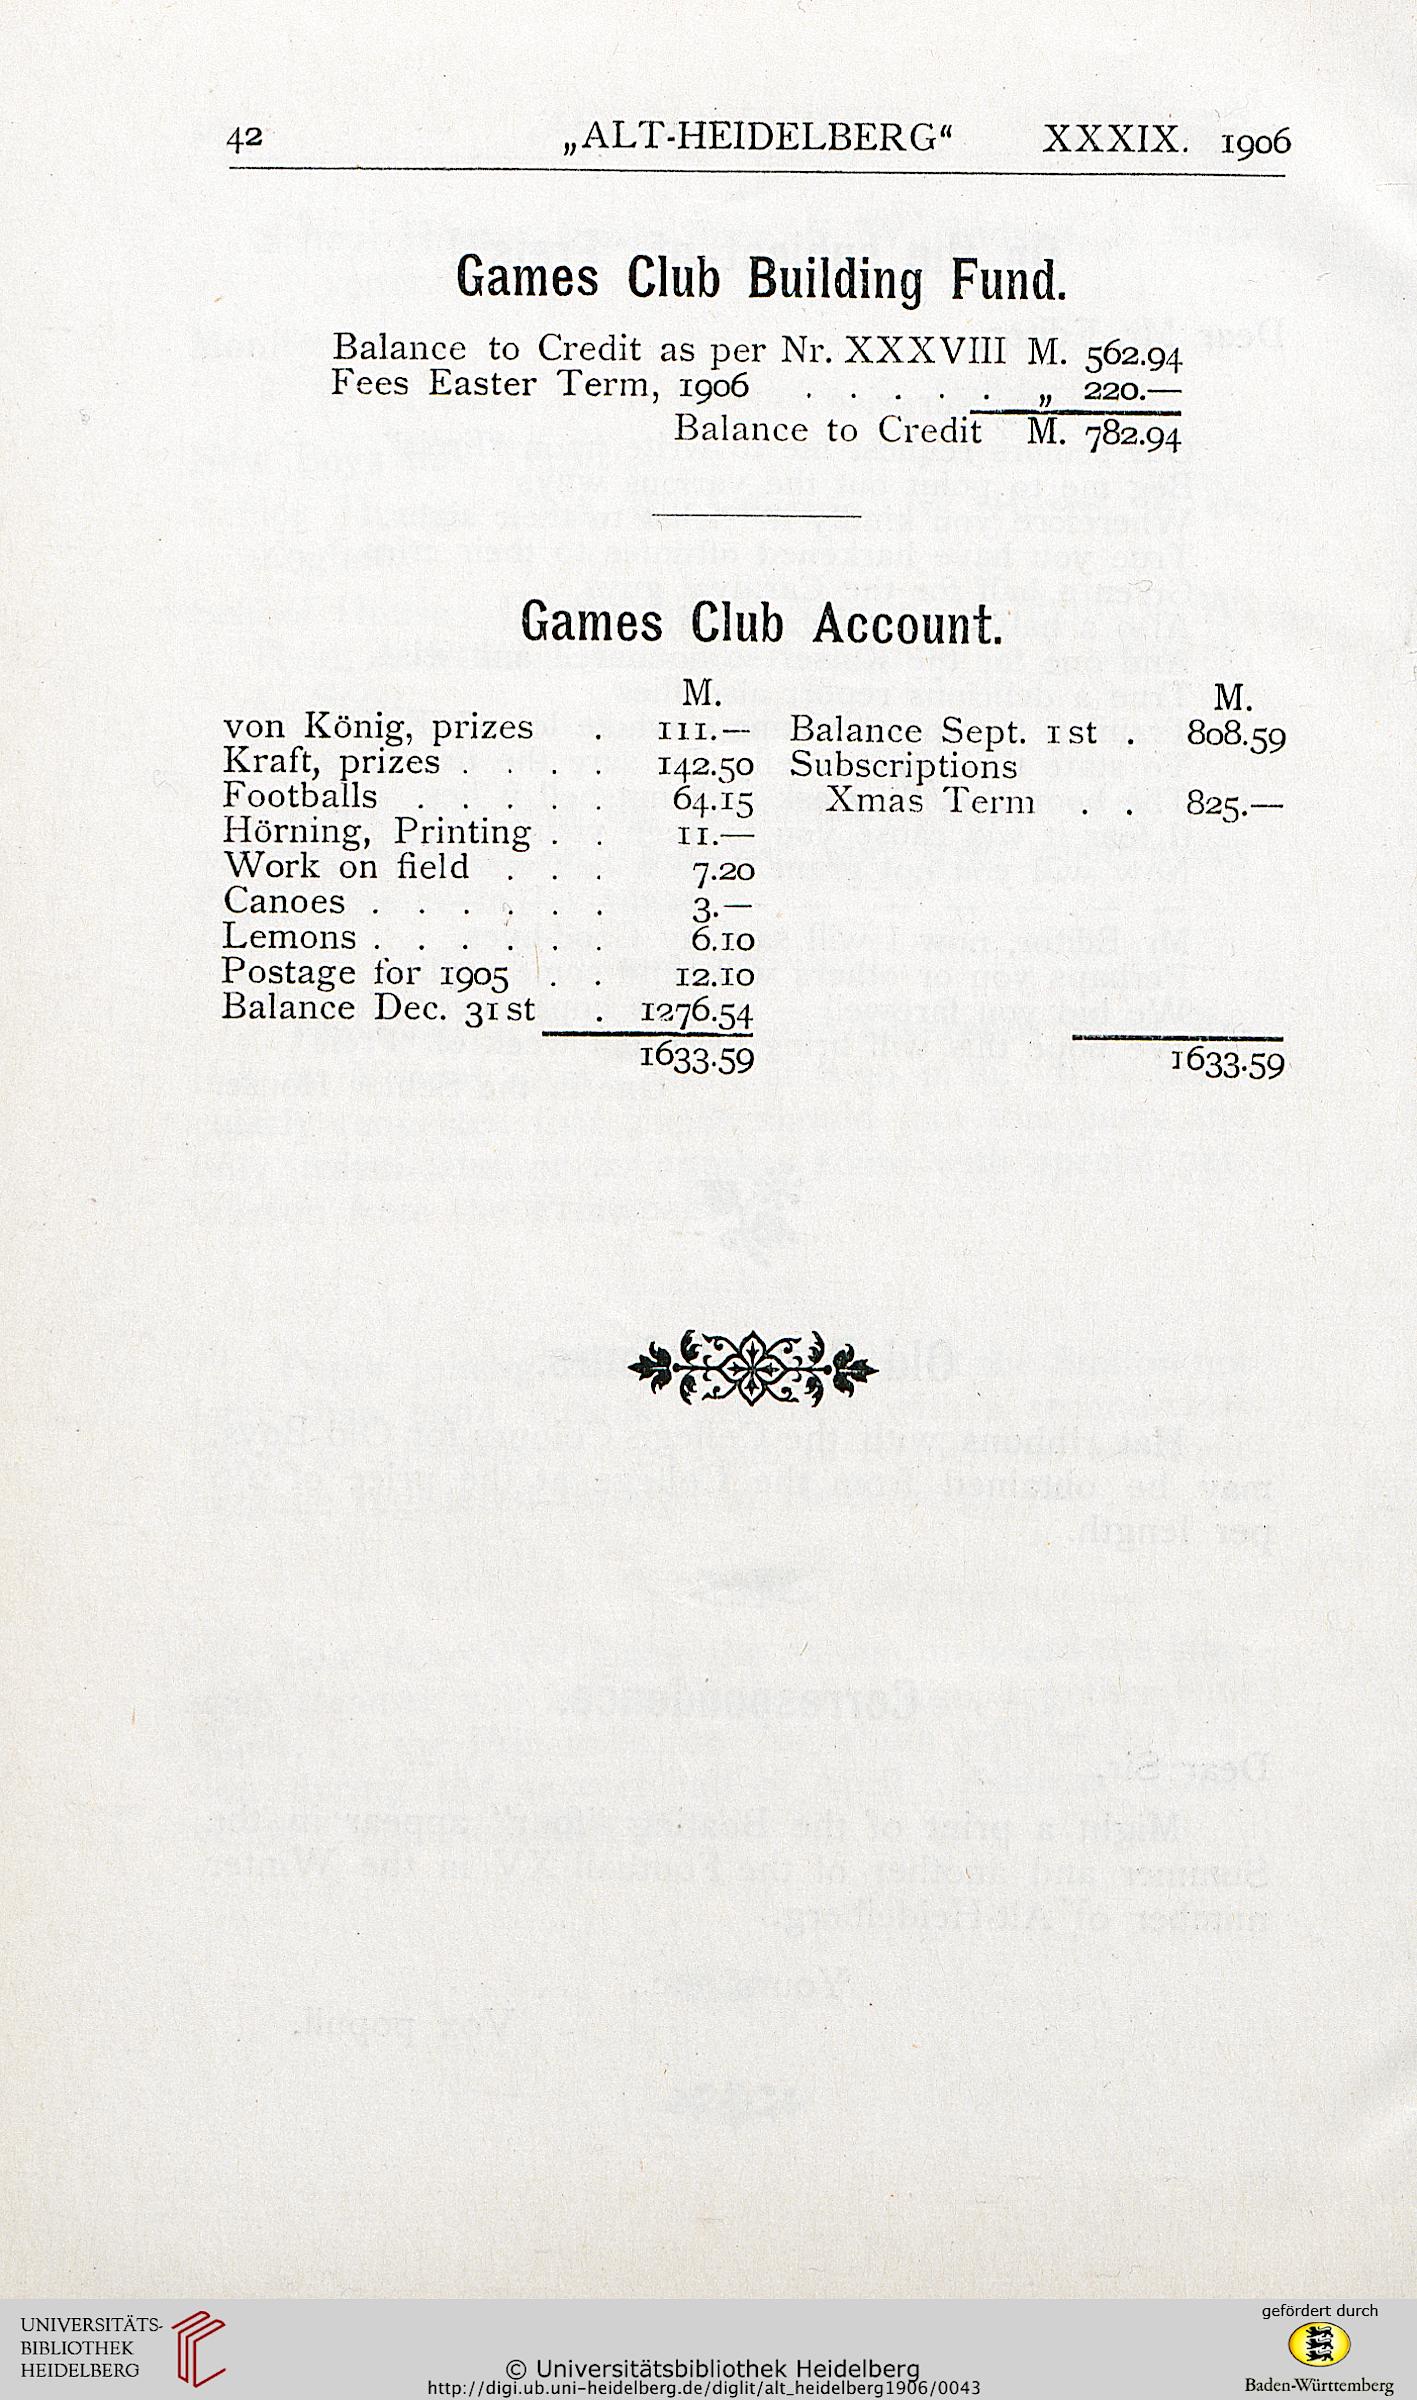 42 „ALT-HEIDELBERG“ XXXIX. 1906
Games Club Building Fund.
Balance to Credit as per Nr. XXXVIII M. 562.94
Fees Easter Term, 1906 . . . . . „ 220.—
Balance to Credit M. 782.94
Games Club Account.
M.
von König, prizes . 111.—
Kraft, prizes . . . . 142.50
Footballs . . . . . 64.15
Hörning, Printing . . 11.—
Work on field . . . 7.20
Canoes . . . . . . 3.—
Lemons . . . . . . 6.10
Postage for 1905 . . 12.10
Balance Dec. 31st . 1276.54
1633.59
M.
Balance Sept. 1st . 808.59
Subscriptions
Xmas Term . . 825.—
1633.59
UNIVERSITÄTS-
BIBLIOTHEK
HEIDELBERG
© Universitätsbibliothek Heidelberg
http://digi.ub.uni-heidelberg.de/diglit/alt_heidelberg1906/0043
gefördert durch
Baden-Württemberg